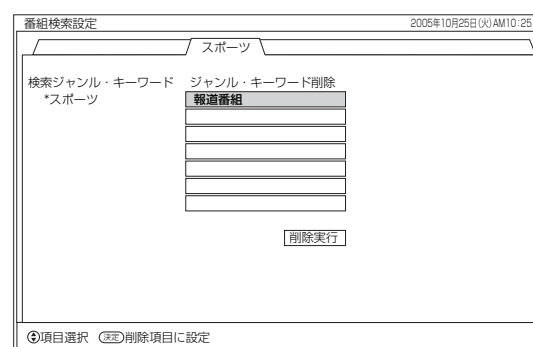 番組検索設定 2005年10月25日(火)AM10:25
スポーツ
検索ジャンル・キーワード ジャンル・キーワード削除
*スポーツ 報道番組
削除実行
項目選択 決定 削除項目に設定